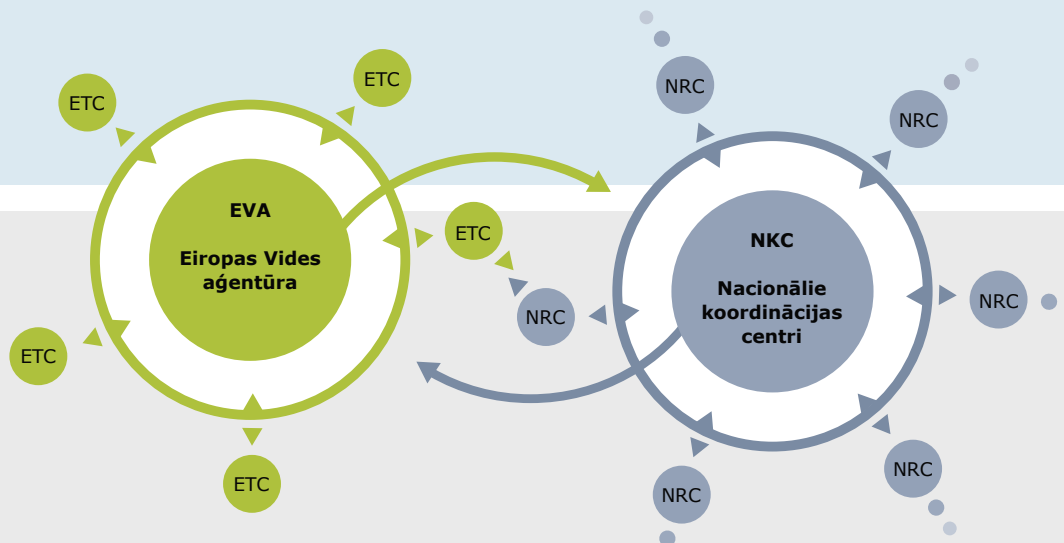 ETC
ETC
NRC
NRC
EVA
Eiropas Vides
aģentūra
ETC
NRC
NKC
Nacionālie
koordinācijas
centri
NRC
ETC
ETC
NRC
NRC